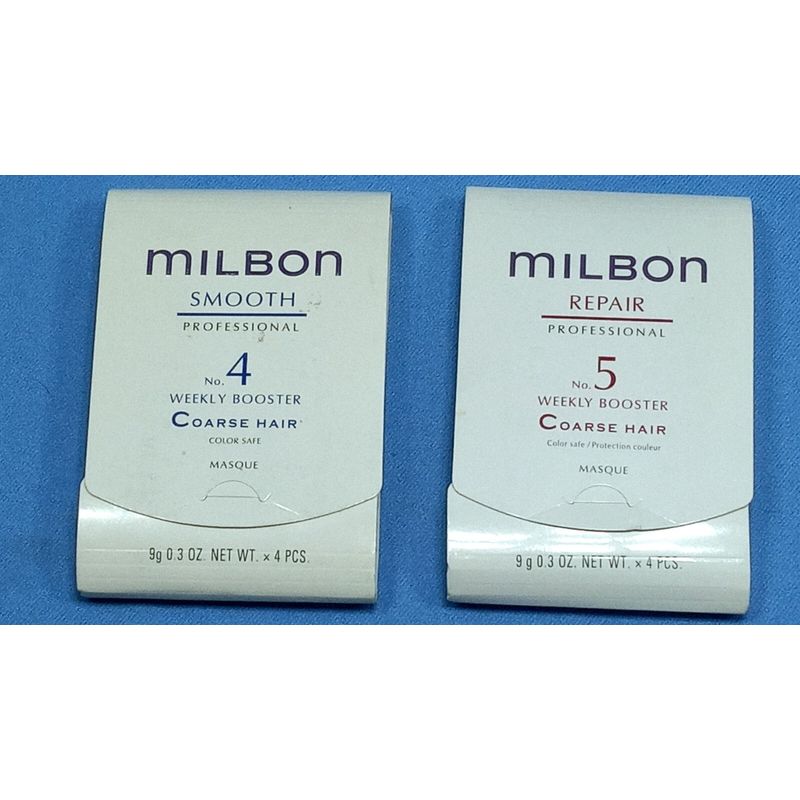 MILBON
SMOOTH
PROFESSIONAL
No. 4
WEEKLY BOOSTER
COARSE HAIR
COLOR SAFE
MASQUE
9g 0.3 OZ. NET WT. × 4 PCS.
MILBON
REPAIR
PROFESSIONAL
No. 5
WEEKLY BOOSTER
COARSE HAIR
Color safe / Protection couleur
MASQUE
9g 0.3 OZ. NET WT. × 4 PCS.